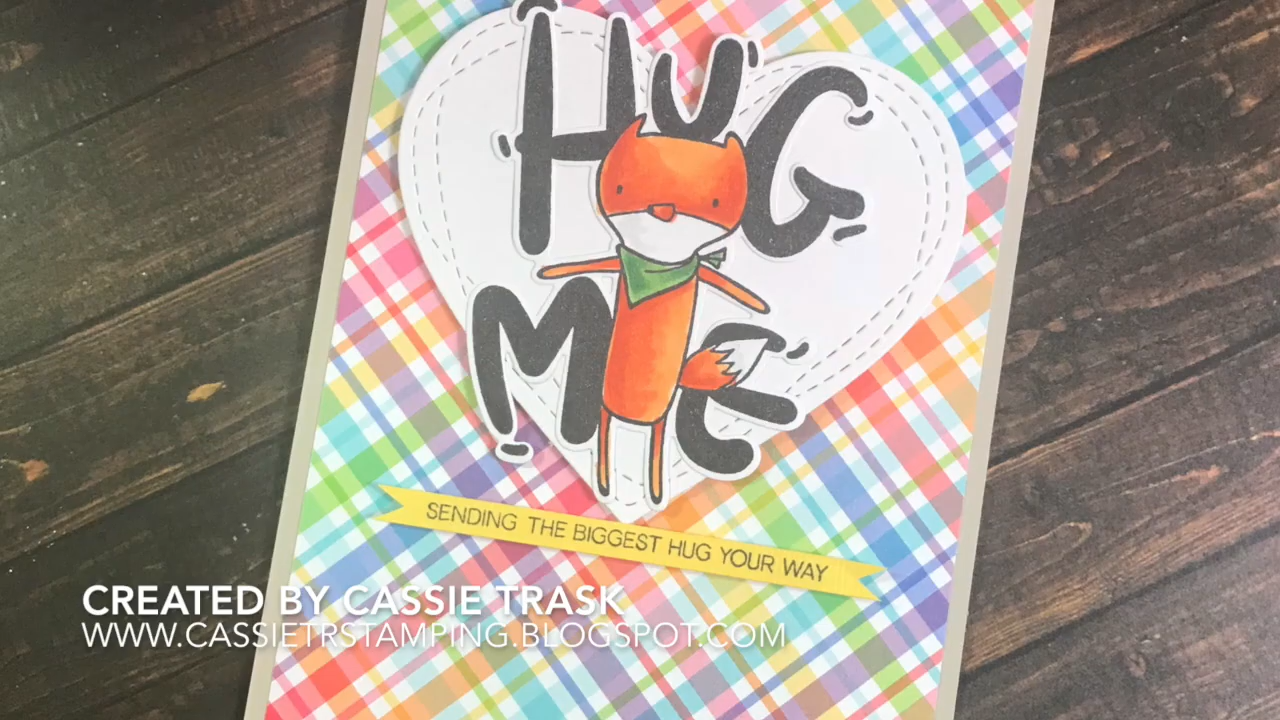 HUG
ME
SENDING THE BIGGEST HUG YOUR WAY
CREATED BY CASSIE TRASK
WWW.CASSIETRSTAMPING.BLOGSPOT.COM